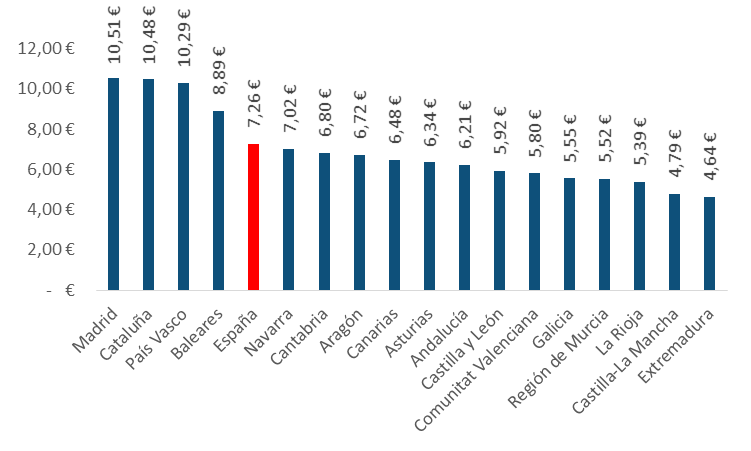 12,00 €
10,00 €
8,00 €
6,00 €
4,00 €
2,00 €
- €
10,51 €
10,48 €
10,29 €
8,89 €
7,26 €
7,02 €
6,80 €
6,72 €
6,48 €
6,34 €
6,21 €
5,92 €
5,80 €
5,55 €
5,52 €
5,39 €
4,79 €
4,64 €
Madrid
Cataluña
País Vasco
Baleares
España
Navarra
Cantabria
Aragón
Canarias
Asturias
Andalucía
Castilla y León
Comunitat Valenciana
Galicia
Región de Murcia
La Rioja
Castilla-La Mancha
Extremadura